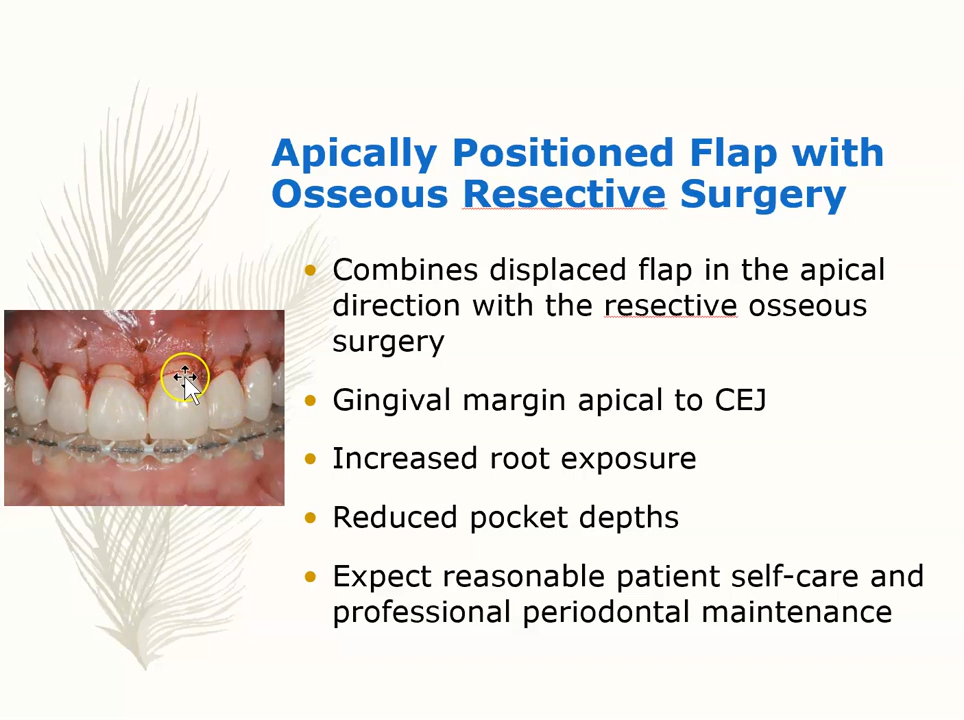 Apically Positioned Flap with
Osseous Resective Surgery
• Combines displaced flap in the apical
direction with the resective osseous
surgery
• Gingival margin apical to CEJ
• Increased root exposure
• Reduced pocket depths
• Expect reasonable patient self-care and
professional periodontal maintenance